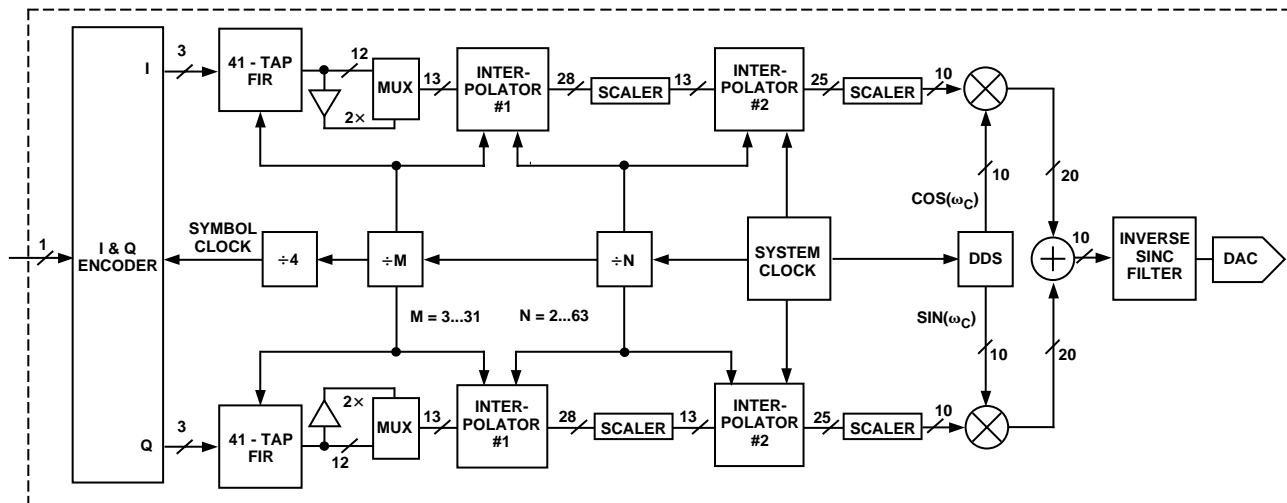 I
3
41 - TAP
FIR
12
2×
MUX
13
INTER-
POLATOR
#1
28
SCALER
13
INTER-
POLATOR
#2
25
SCALER
10
10
COS(ωC)
20
1
I & Q
ENCODER
SYMBOL
CLOCK
÷4
÷M
÷N
SYSTEM
CLOCK
DDS
10
INVERSE
SINC
FILTER
DAC
M = 3...31
N = 2...63
SIN(ωC)
10
20
Q
3
41 - TAP
FIR
2×
12
MUX
13
INTER-
POLATOR
#1
28
SCALER
13
INTER-
POLATOR
#2
25
SCALER
10